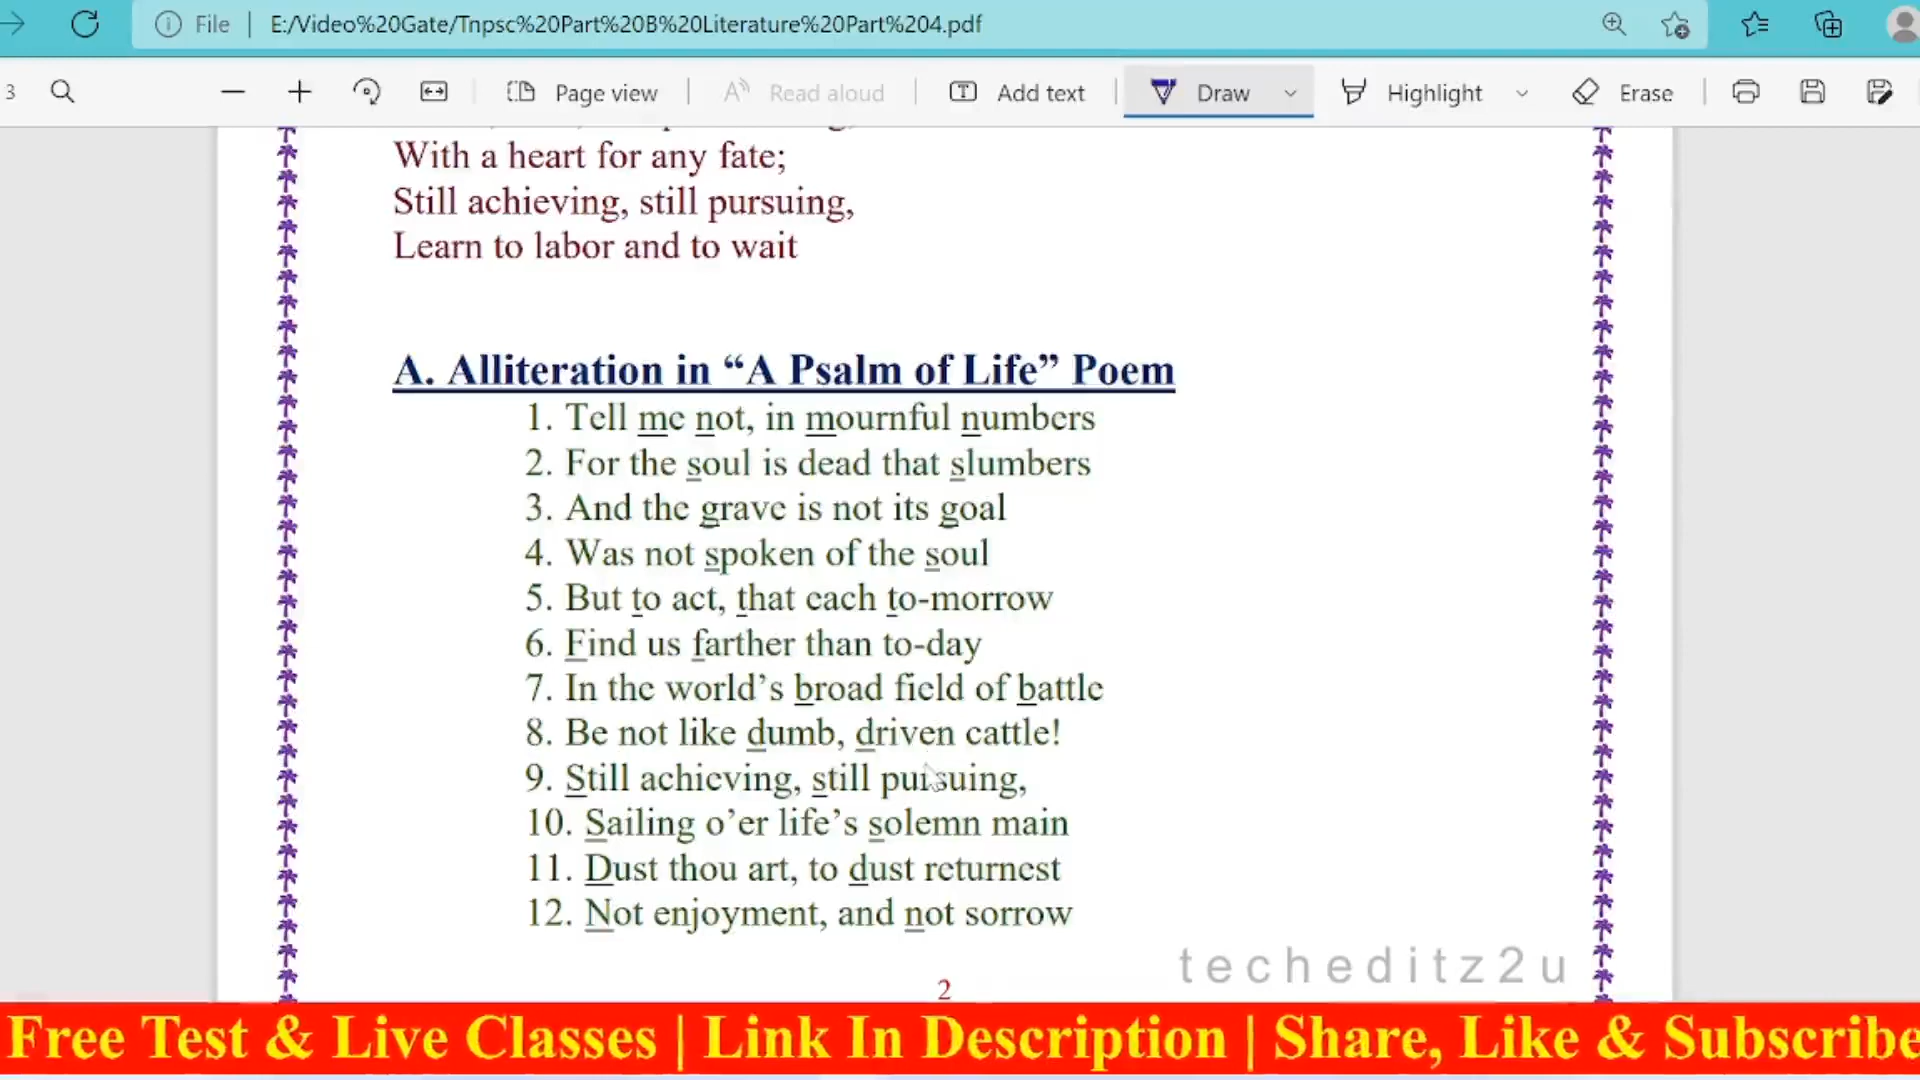 File | E:/Video%20Gate/Tnpsc%20Part%20B%20Literature%20Part%204.pdf
3 Page view Read aloud Add text Draw Highlight Erase
With a heart for any fate;
Still achieving, still pursuing,
Learn to labor and to wait
A. Alliteration in “A Psalm of Life” Poem
1. Tell me not, in mournful numbers
2. For the soul is dead that slumbers
3. And the grave is not its goal
4. Was not spoken of the soul
5. But to act, that each to-morrow
6. Find us farther than to-day
7. In the world’s broad field of battle
8. Be not like dumb, driven cattle!
9. Still achieving, still pursuing,
10. Sailing o’er life’s solemn main
11. Dust thou art, to dust returnest
12. Not enjoyment, and not sorrow
techeditz2u
2
Free Test & Live Classes | Link In Description | Share, Like & Subscribe